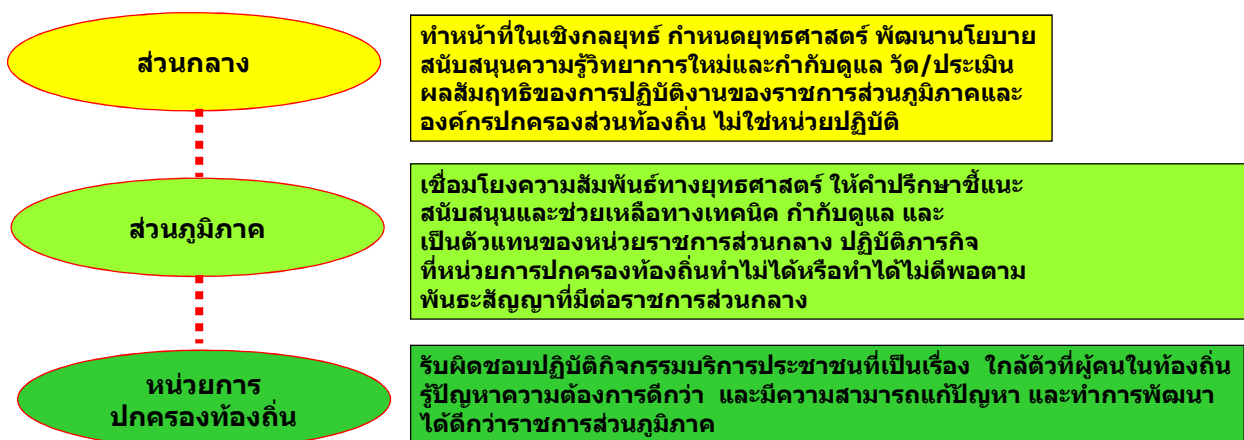 ส่วนกลาง
ทำหน้าที่ในเชิงกลยุทธ์ กำหนดยุทธศาสตร์ พัฒนานโยบาย
สนับสนุนความรู้วิทยาการใหม่และกำกับดูแล วัด/ประเมิน
ผลสัมฤทธิของการปฏิบัติงานของราชการส่วนภูมิภาคและ
องค์กรปกครองส่วนท้องถิ่น ไม่ใช่หน่วยปฏิบัติ
ส่วนภูมิภาค
เชื่อมโยงความสัมพันธ์ทางยุทธศาสตร์ ให้คำปรึกษาชี้แนะ
สนับสนุนและช่วยเหลือทางเทคนิค กำกับดูแล และ
เป็นตัวแทนของหน่วยราชการส่วนกลาง ปฏิบัติภารกิจ
ที่หน่วยการปกครองท้องถิ่นทำไม่ได้หรือทำได้ไม่ดีพอตาม
พันธะสัญญาที่มีต่อราชการส่วนกลาง
หน่วยการ
ปกครองท้องถิ่น
รับผิดชอบปฏิบัติกิจกรรมบริการประชาชนที่เป็นเรื่อง ใกล้ตัวที่ผู้คนในท้องถิ่น
รู้ปัญหาความต้องการดีกว่า และมีความสามารถแก้ปัญหา และทำการพัฒนา
ได้ดีกว่าราชการส่วนภูมิภาค